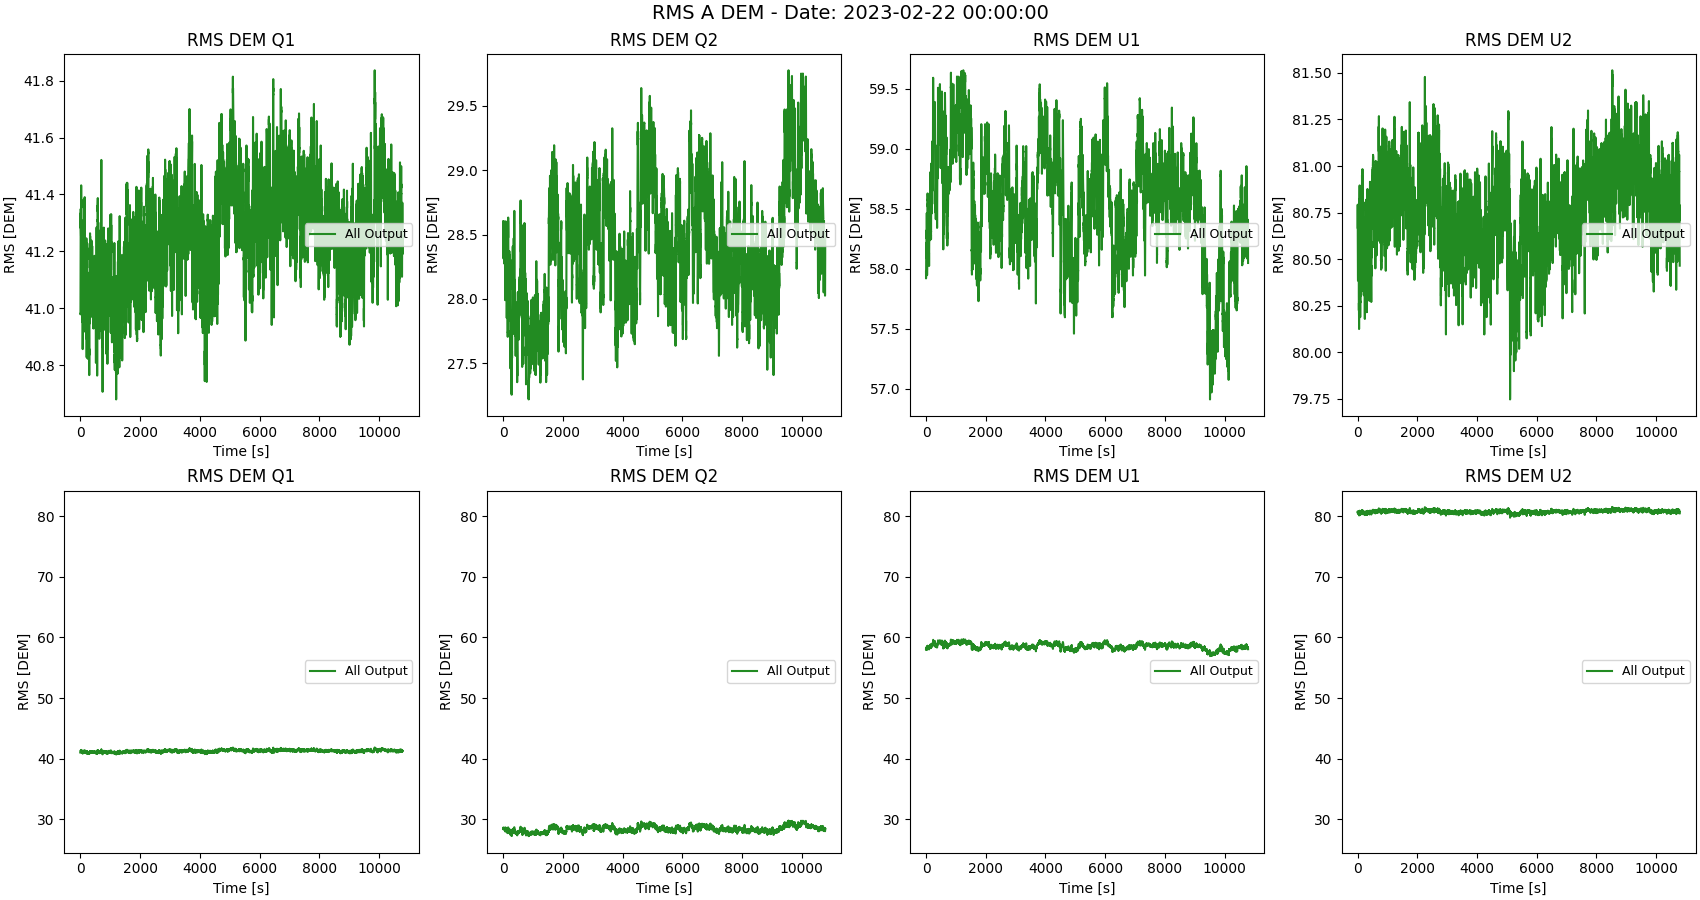 RMS A DEM - Date: 2023-02-22 00:00:00
RMS DEM Q1
RMS [DEM]
41.8
41.6
41.4
41.2
41.0
40.8
0 2000 4000 6000 8000 10000
Time [s]
All Output
RMS DEM Q2
RMS [DEM]
29.5
29.0
28.5
28.0
27.5
0 2000 4000 6000 8000 10000
Time [s]
All Output
RMS DEM U1
RMS [DEM]
59.5
59.0
58.5
58.0
57.5
57.0
0 2000 4000 6000 8000 10000
Time [s]
All Output
RMS DEM U2
RMS [DEM]
81.50
81.25
81.00
80.75
80.50
80.25
80.00
79.75
0 2000 4000 6000 8000 10000
Time [s]
All Output
RMS DEM Q1
RMS [DEM]
80
70
60
50
40
30
0 2000 4000 6000 8000 10000
Time [s]
All Output
RMS DEM Q2
RMS [DEM]
80
70
60
50
40
30
0 2000 4000 6000 8000 10000
Time [s]
All Output
RMS DEM U1
RMS [DEM]
80
70
60
50
40
30
0 2000 4000 6000 8000 10000
Time [s]
All Output
RMS DEM U2
RMS [DEM]
80
70
60
50
40
30
0 2000 4000 6000 8000 10000
Time [s]
All Output